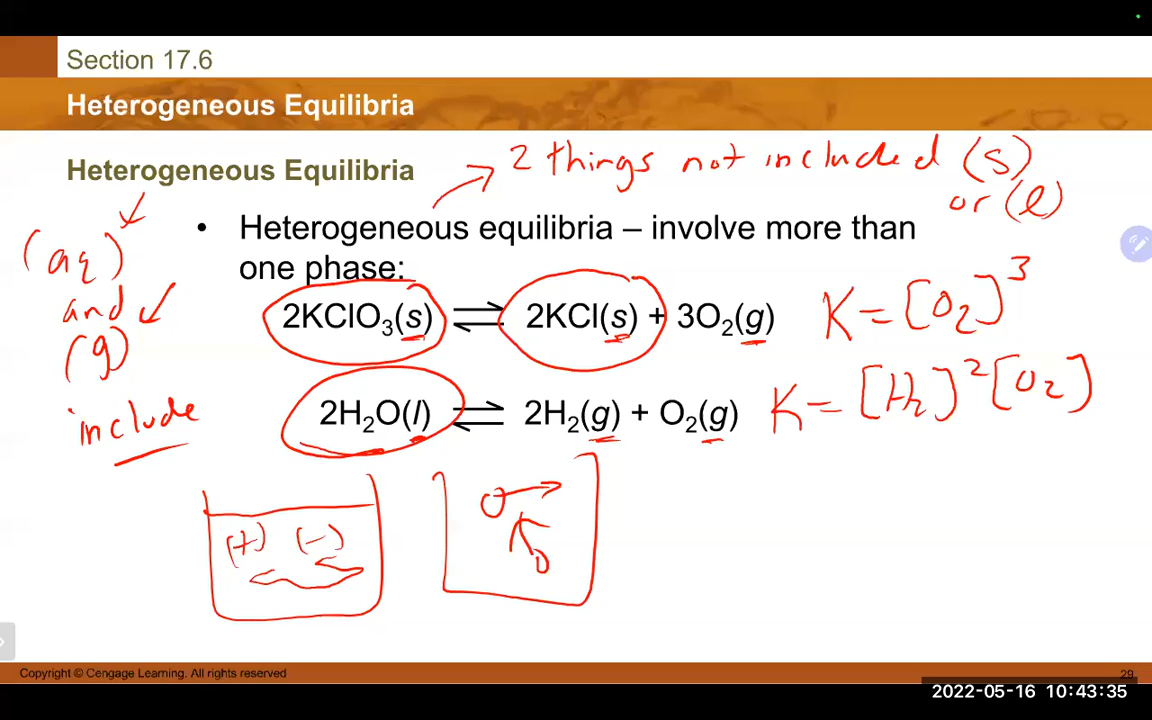 Section 17.6
Heterogeneous Equilibria
Heterogeneous Equilibria
2 things not included (s)
or (l)
• Heterogeneous equilibria – involve more than
one phase:
(aq)
and
(g)
include
2KClO₃(s) ⇌ 2KCl(s) + 3O₂(g)
K = [O₂]³
2H₂O(l) ⇌ 2H₂(g) + O₂(g)
K = [H₂]²[O₂]
(+) (−)
Copyright © Cengage Learning. All rights reserved
29
2022-05-16 10:43:35